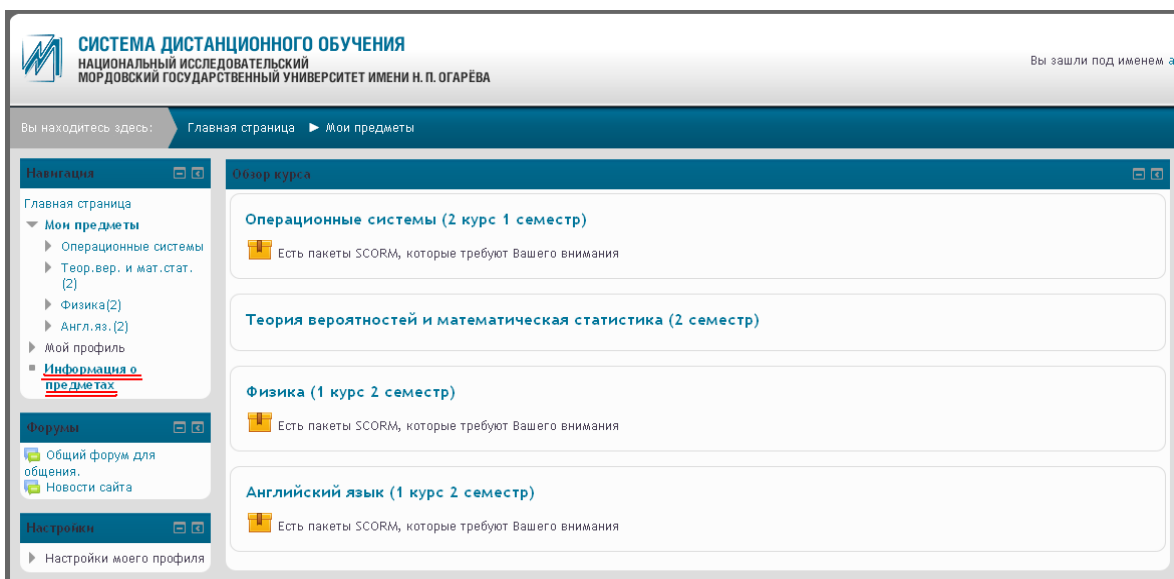 СИСТЕМА ДИСТАНЦИОННОГО ОБУЧЕНИЯ
НАЦИОНАЛЬНЫЙ ИССЛЕДОВАТЕЛЬСКИЙ
МОРДОВСКИЙ ГОСУДАРСТВЕННЫЙ УНИВЕРСИТЕТ ИМЕНИ Н. П. ОГАРЁВА
Вы зашли под именем
Вы находитесь здесь:
Главная страница ► Мои предметы
Навигация
Главная страница
Мои предметы
Операционные системы
Теор.вер. и мат.стат.
(2)
Физика(2)
Англ.яз.(2)
Мой профиль
Информация о
предметах
Форумы
Общий форум для
общения.
Новости сайта
Настройки
Настройки моего профиля
Обзор курса
Операционные системы (2 курс 1 семестр)
Есть пакеты SCORM, которые требуют Вашего внимания
Теория вероятностей и математическая статистика (2 семестр)
Физика (1 курс 2 семестр)
Есть пакеты SCORM, которые требуют Вашего внимания
Английский язык (1 курс 2 семестр)
Есть пакеты SCORM, которые требуют Вашего внимания